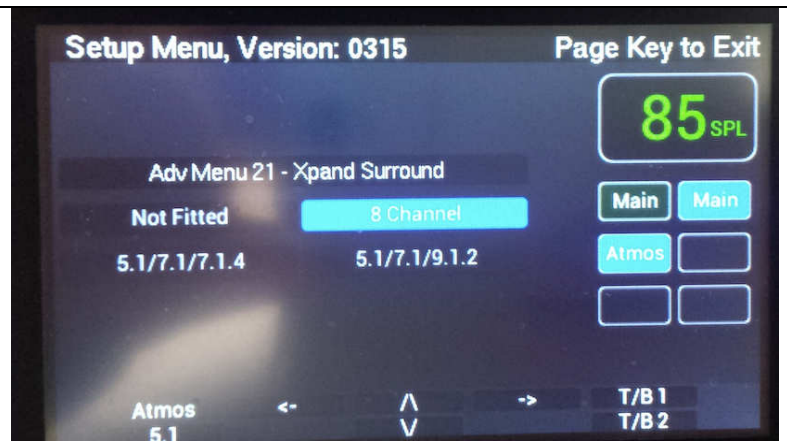 Setup Menu, Version: 0315 Page Key to Exit
85 SPL
Adv Menu 21 - Xpand Surround
Not Fitted 8 Channel
5.1/7.1/7.1.4 5.1/7.1/9.1.2
Main Main
Atmos
Atmos <- /\ -> T/B 1
5.1 \/ T/B 2